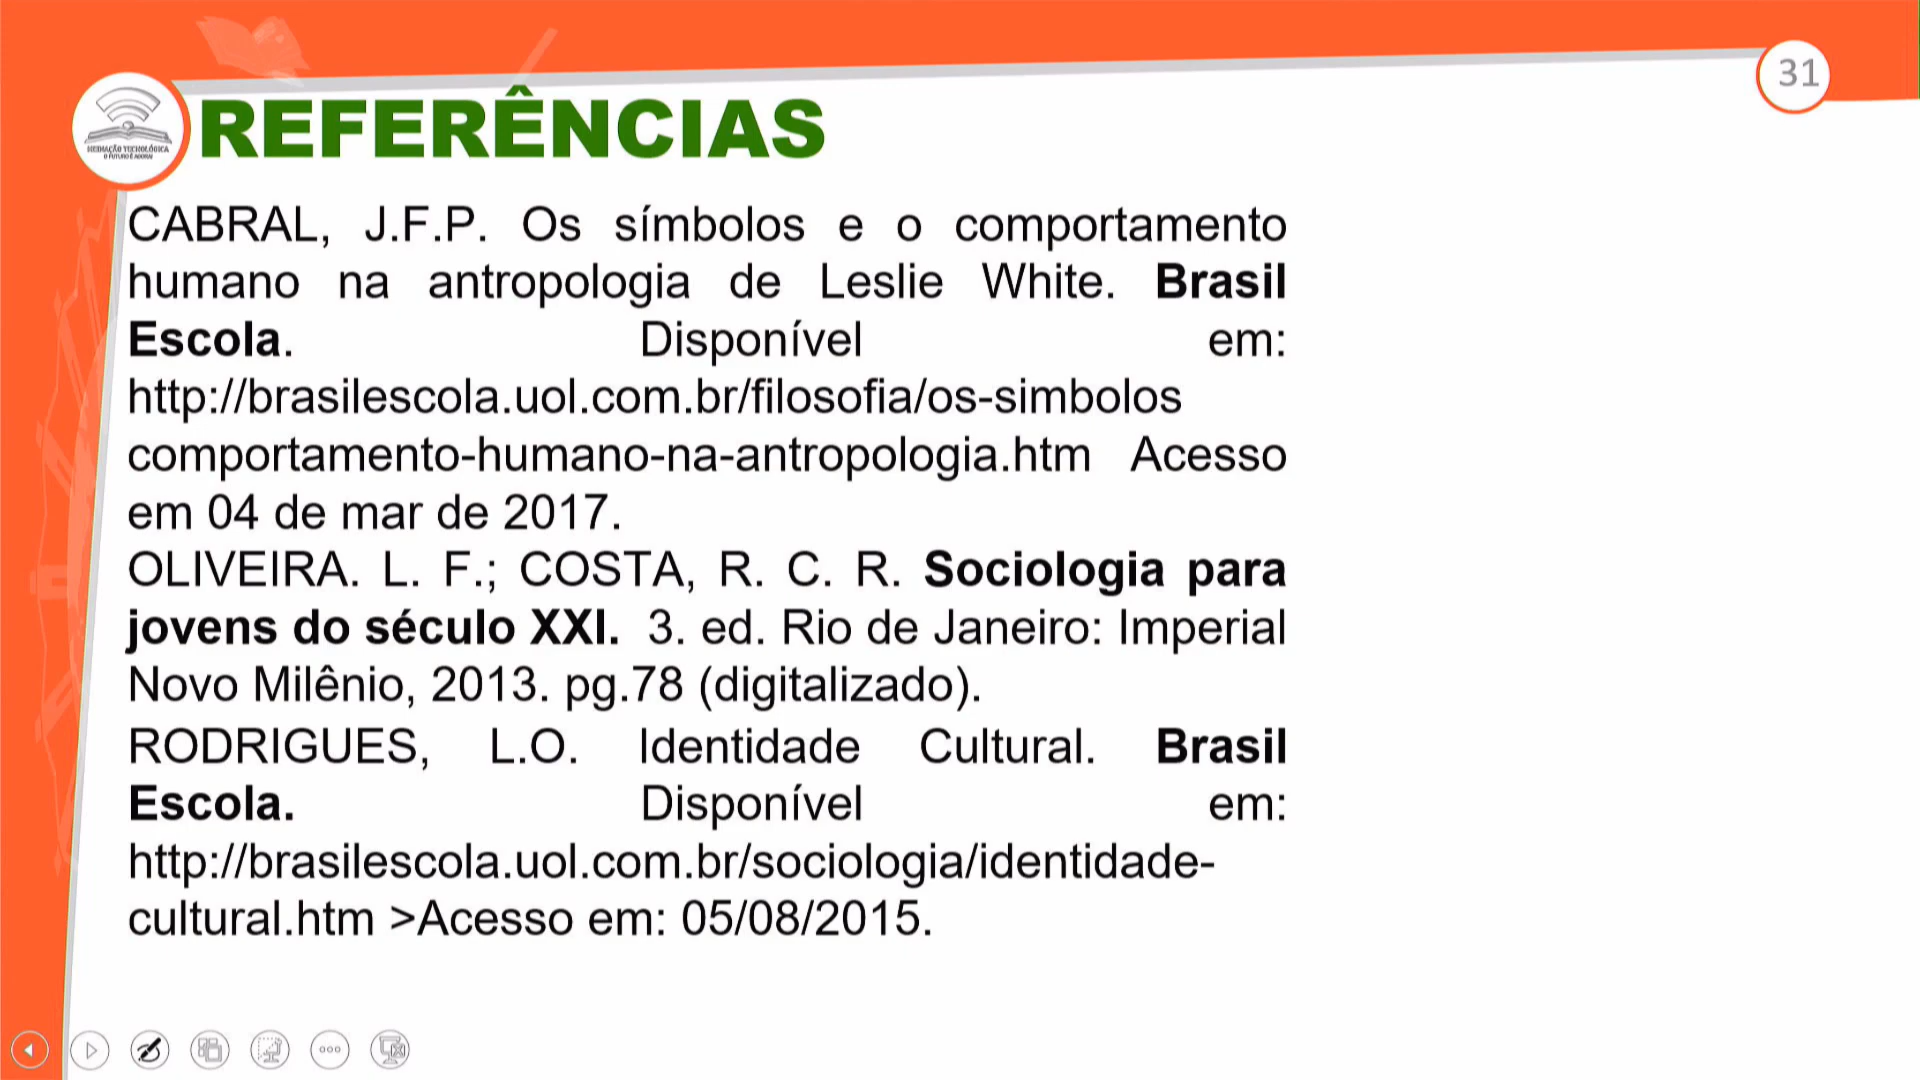 31
MEDIAÇÃO TECNOLÓGICA
O FUTURO É AGORA!
REFERÊNCIAS
CABRAL, J.F.P. Os símbolos e o comportamento
humano na antropologia de Leslie White. Brasil
Escola. Disponível em:
http://brasilescola.uol.com.br/filosofia/os-simbolos
comportamento-humano-na-antropologia.htm Acesso
em 04 de mar de 2017.
OLIVEIRA. L. F.; COSTA, R. C. R. Sociologia para
jovens do século XXI. 3. ed. Rio de Janeiro: Imperial
Novo Milênio, 2013. pg.78 (digitalizado).
RODRIGUES, L.O. Identidade Cultural. Brasil
Escola. Disponível em:
http://brasilescola.uol.com.br/sociologia/identidade-
cultural.htm >Acesso em: 05/08/2015.